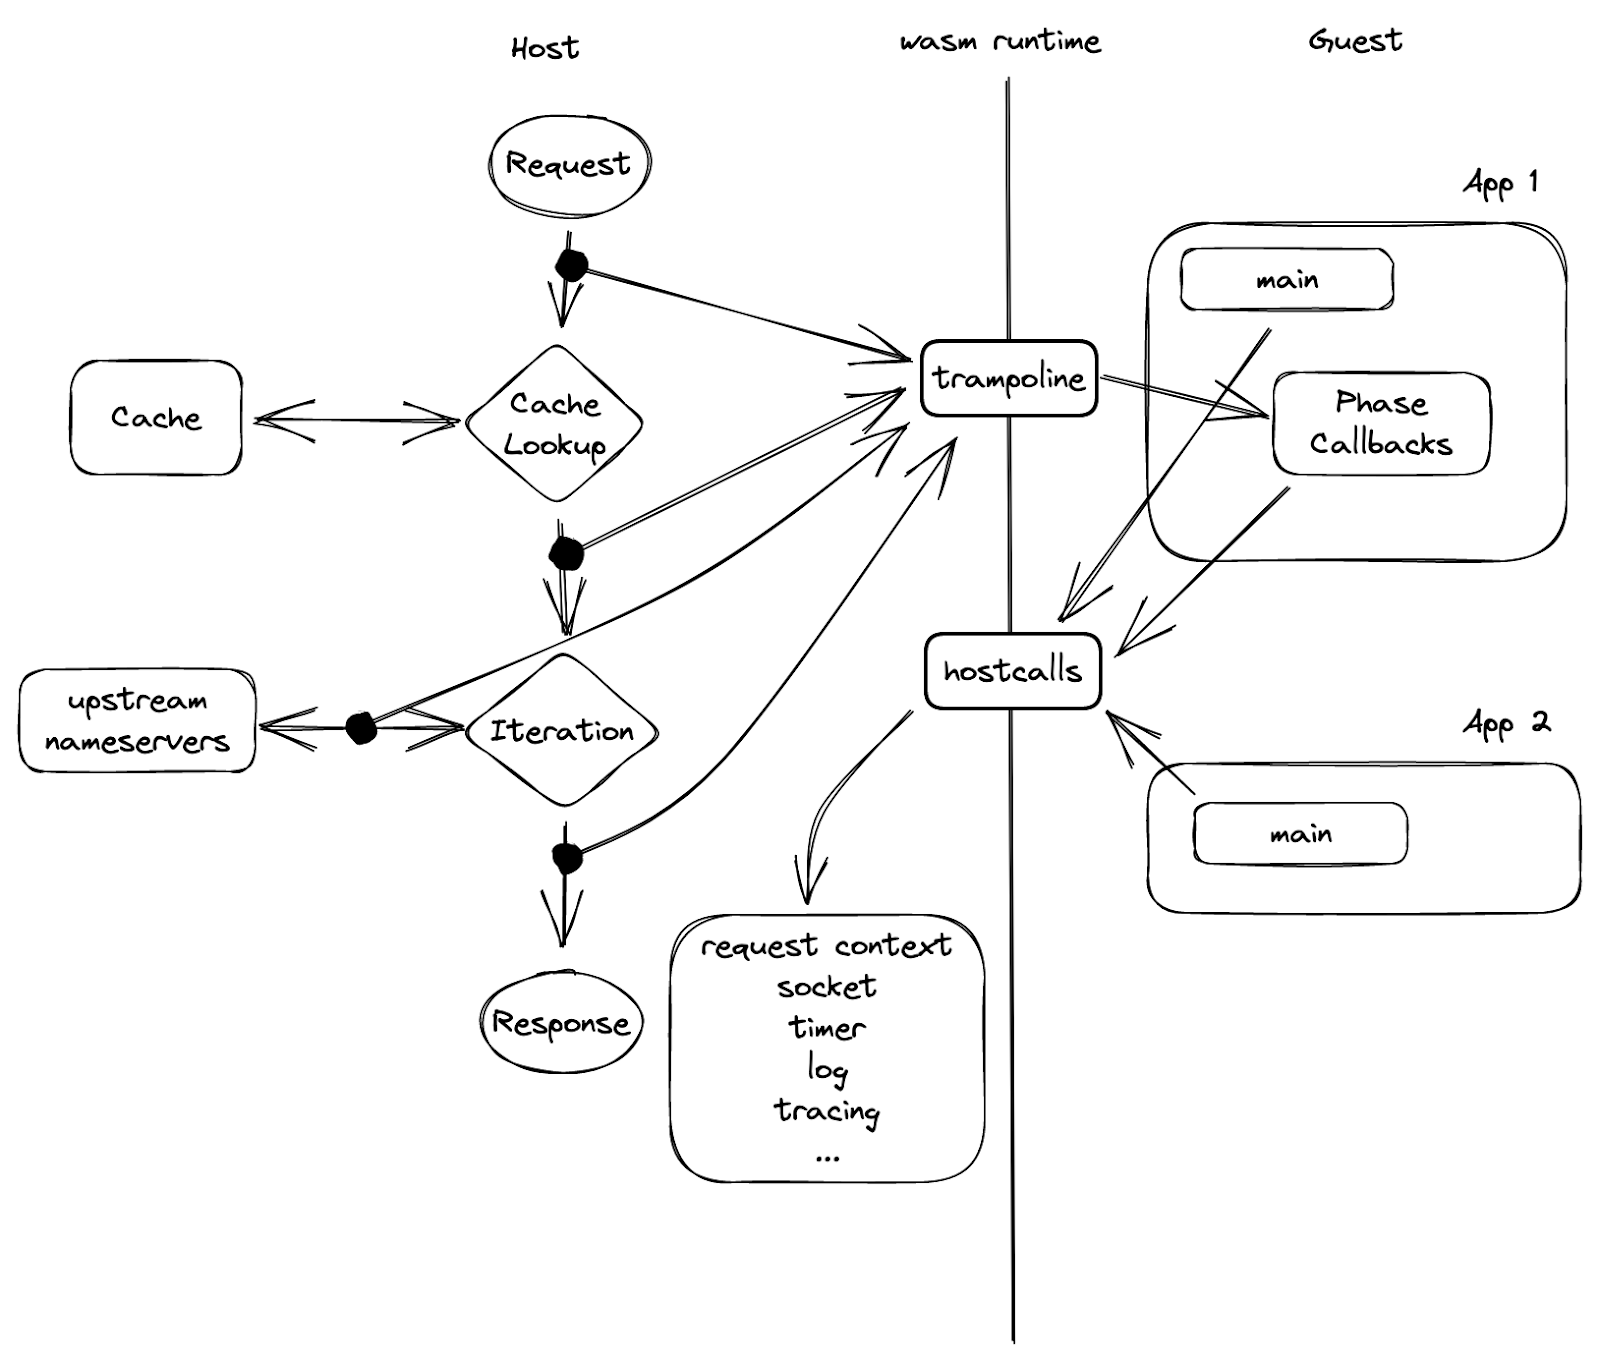 Host
wasm runtime
Guest
Request
App 1
main
trampoline
Phase
Callbacks
Cache
Cache
Lookup
hostcalls
upstream
nameservers
Iteration
App 2
main
request context
socket
timer
log
tracing
...
Response